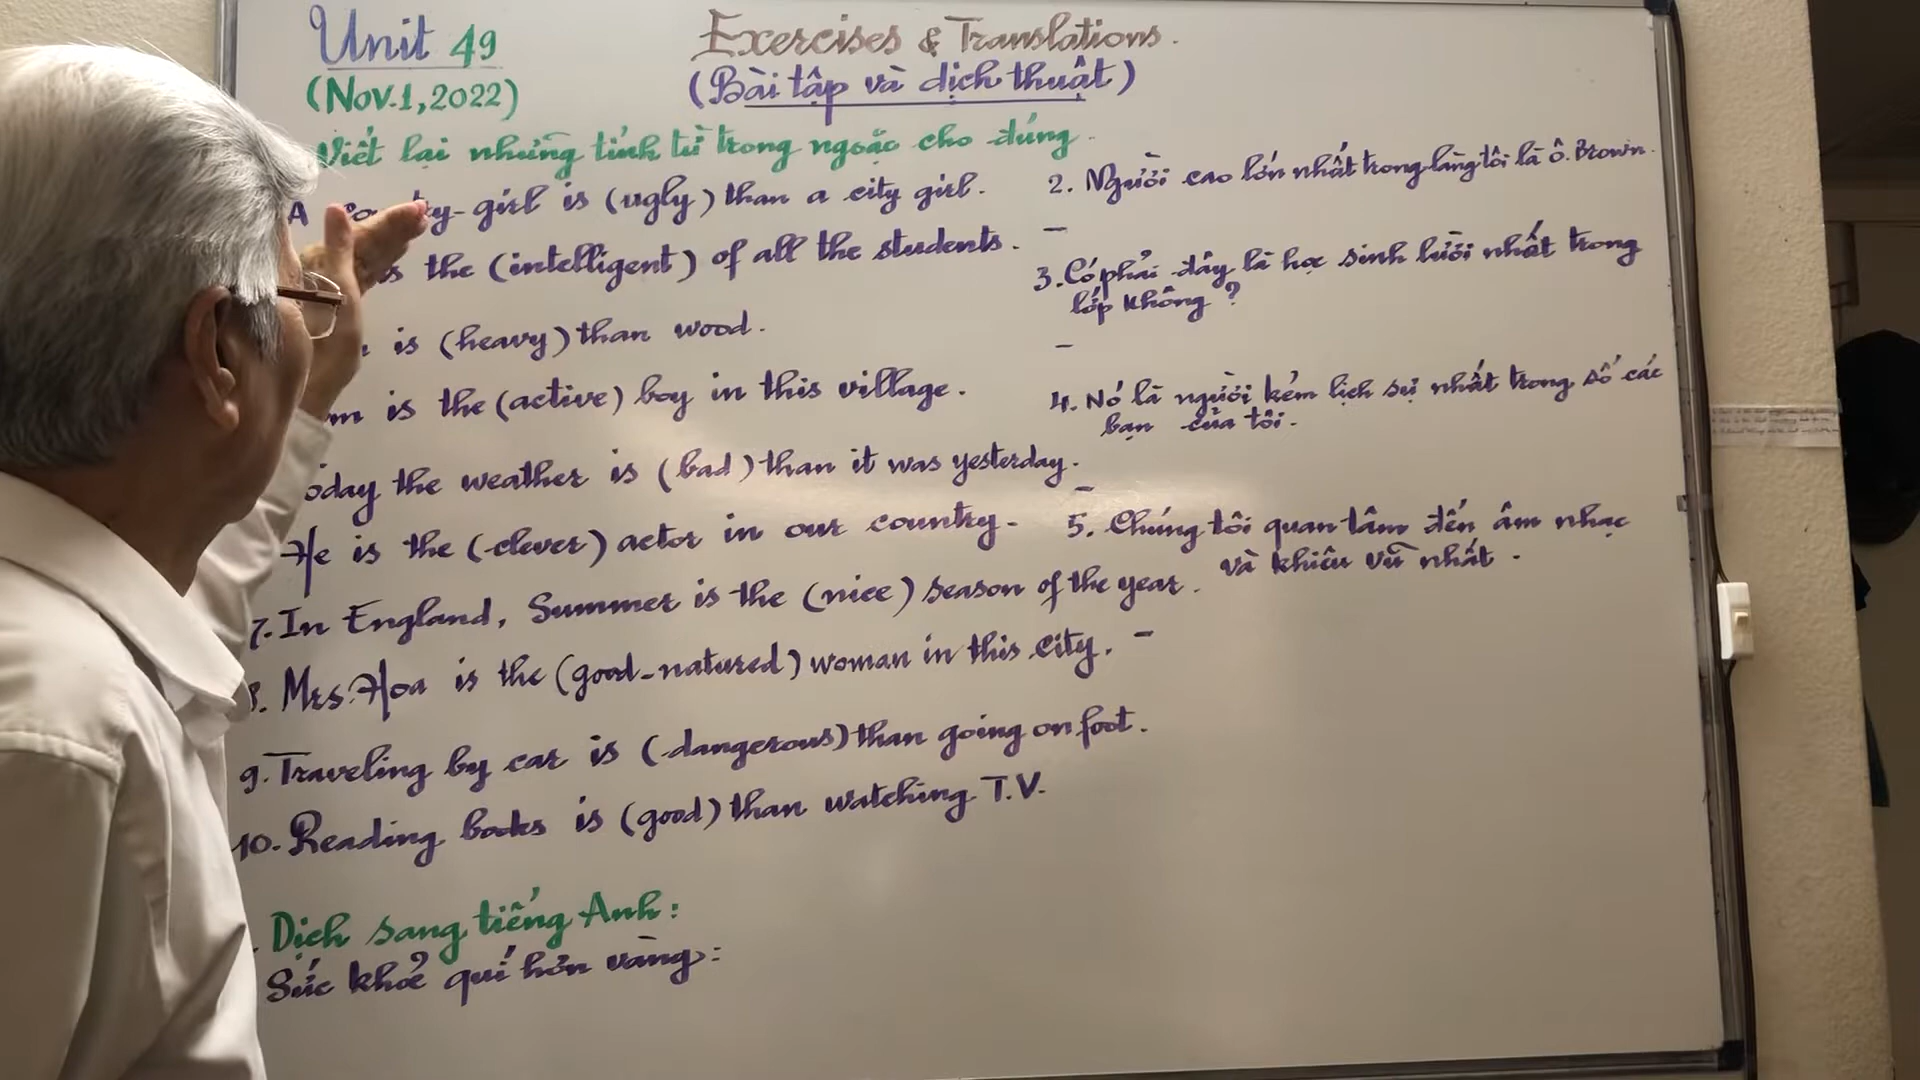 Unit 49
(Nov.1,2022)
Exercises & Translations.
(Bài tập và dịch thuật)
Viết lại những tính từ trong ngoặc cho đúng.
A girl is (ugly) than a city girl.
the (intelligent) of all the students.
is (heavy) than wood.
is the (active) boy in this village.
oday the weather is (bad) than it was yesterday.
He is the (clever) actor in our country.
7. In England, Summer is the (nice) season of the year.
Mrs. Hoa is the (good-natured) woman in this city.
9. Traveling by car is (dangerous) than going on foot.
10. Reading books is (good) than watching T.V.
Dịch sang tiếng Anh:
Sức khỏe quí hơn vàng:
2. Người cao lớn nhất trong làng tôi là ô. Brown.
–
3. Có phải đây là học sinh lười nhất trong
lớp không?
–
4. Nó là người kém lịch sự nhất trong số các
bạn của tôi.
–
5. Chúng tôi quan tâm đến âm nhạc
và khiêu vũ nhất.
–